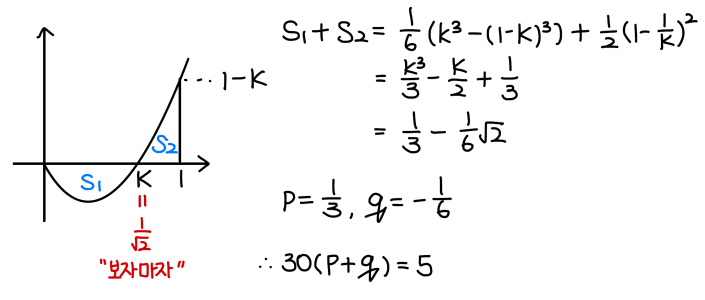 S₁+S₂= 1/6 (k³-(1-k)³) + 1/2 (1-1/k)²
= k³/3 - k/2 + 1/3
= 1/3 - 1/6 √2
1-k
S₂
S₁
k 1
=
1/√2
"보자마자"
P= 1/3, q= -1/6
∴ 30(P+q) = 5